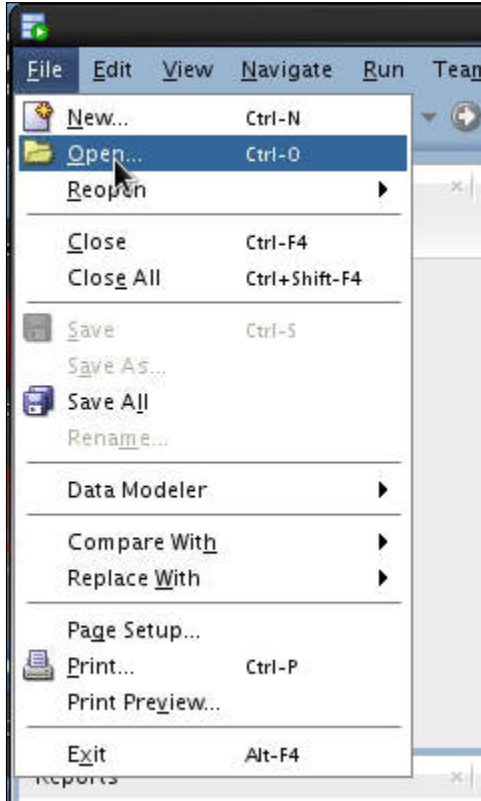 File Edit View Navigate Run Team
New... Ctrl-N
Open... Ctrl-O
Reopen
Close Ctrl-F4
Close All Ctrl+Shift-F4
Save Ctrl-S
Save As...
Save All
Rename...
Data Modeler
Compare With
Replace With
Page Setup...
Print... Ctrl-P
Print Preview...
Exit Alt-F4
Reports